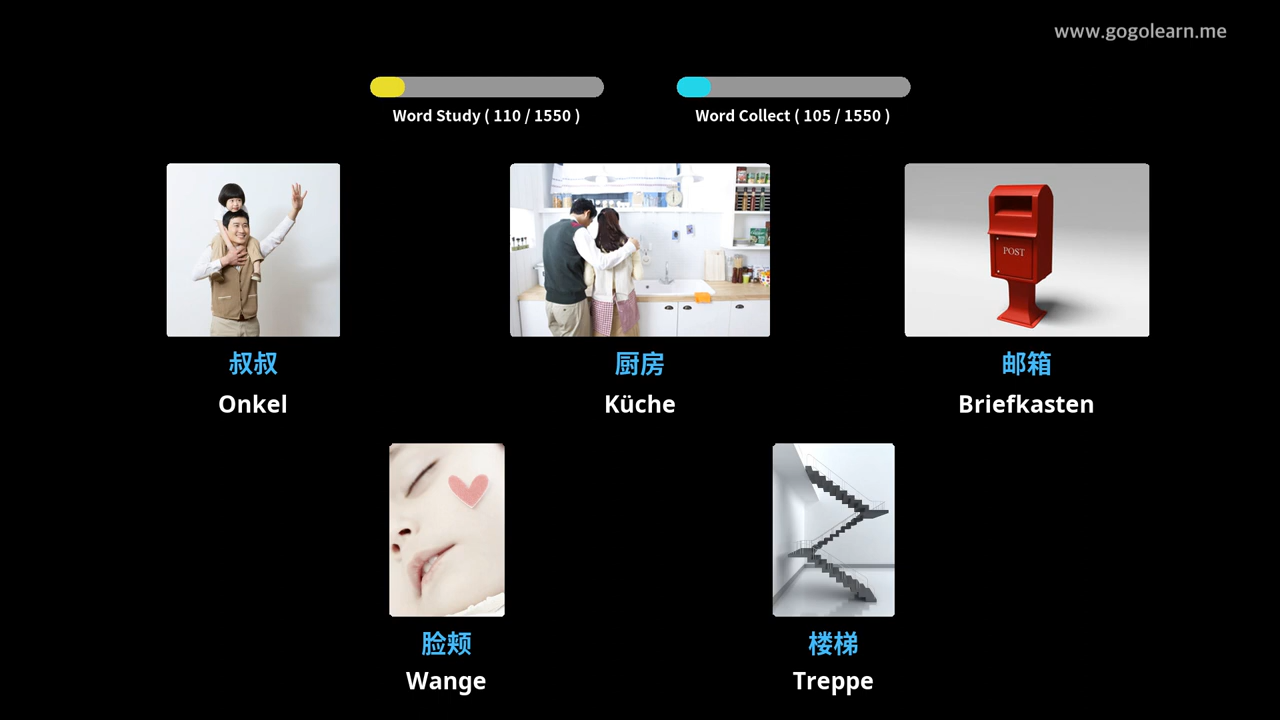 www.gogolearn.me
Word Study ( 110 / 1550 )
Word Collect ( 105 / 1550 )
叔叔
Onkel
厨房
Küche
POST
邮箱
Briefkasten
脸颊
Wange
楼梯
Treppe